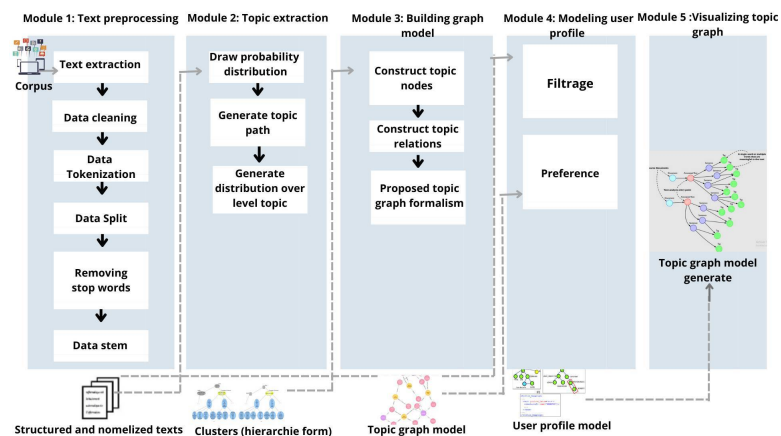 Module 1: Text preprocessing
Module 2: Topic extraction
Module 3: Building graph
model
Module 4: Modeling user
profile
Module 5 :Visualizing topic
graph
Corpus
Text extraction
Data cleaning
Data
Tokenization
Data Split
Removing
stop words
Data stem
Draw probability
distribution
Generate topic
path
Generate
distribution over
level topic
Construct topic
nodes
Construct topic
relations
Proposed topic
graph formalism
Filtrage
Preference
Topic graph model
generate
Structured and nomelized texts
Clusters (hierarchie form)
Topic graph model
User profile model